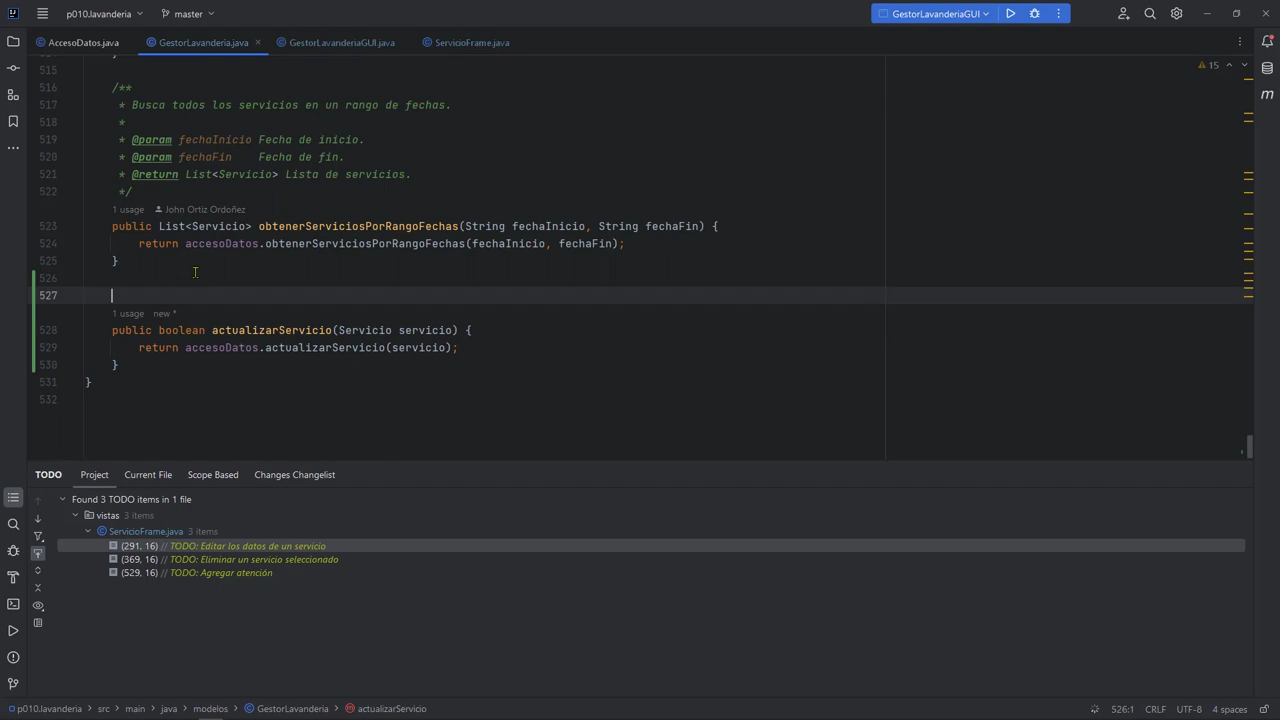 p010.lavanderia master GestorLavanderiaGUI
AccesoDatos.java GestorLavanderia.java GestorLavanderiaGUI.java ServicioFrame.java
515 15
516 /**
517 * Busca todos los servicios en un rango de fechas.
518 *
519 * @param fechaInicio Fecha de inicio.
520 * @param fechaFin    Fecha de fin.
521 * @return List<Servicio> Lista de servicios.
522 */
1 usage John Ortiz Ordoñez
523 public List<Servicio> obtenerServiciosPorRangoFechas(String fechaInicio, String fechaFin) {
524 return accesoDatos.obtenerServiciosPorRangoFechas(fechaInicio, fechaFin);
525 }
526
527
1 usage new *
528 public boolean actualizarServicio(Servicio servicio) {
529 return accesoDatos.actualizarServicio(servicio);
530 }
531 }
532
TODO Project Current File Scope Based Changes Changelist
Found 3 TODO items in 1 file
vistas 3 items
ServicioFrame.java 3 items
(291, 16) // TODO: Editar los datos de un servicio
(369, 16) // TODO: Eliminar un servicio seleccionado
(529, 16) // TODO: Agregar atención
p010.lavanderia > src > main > java > modelos > GestorLavanderia > actualizarServicio 526:1 CRLF UTF-8 4 spaces